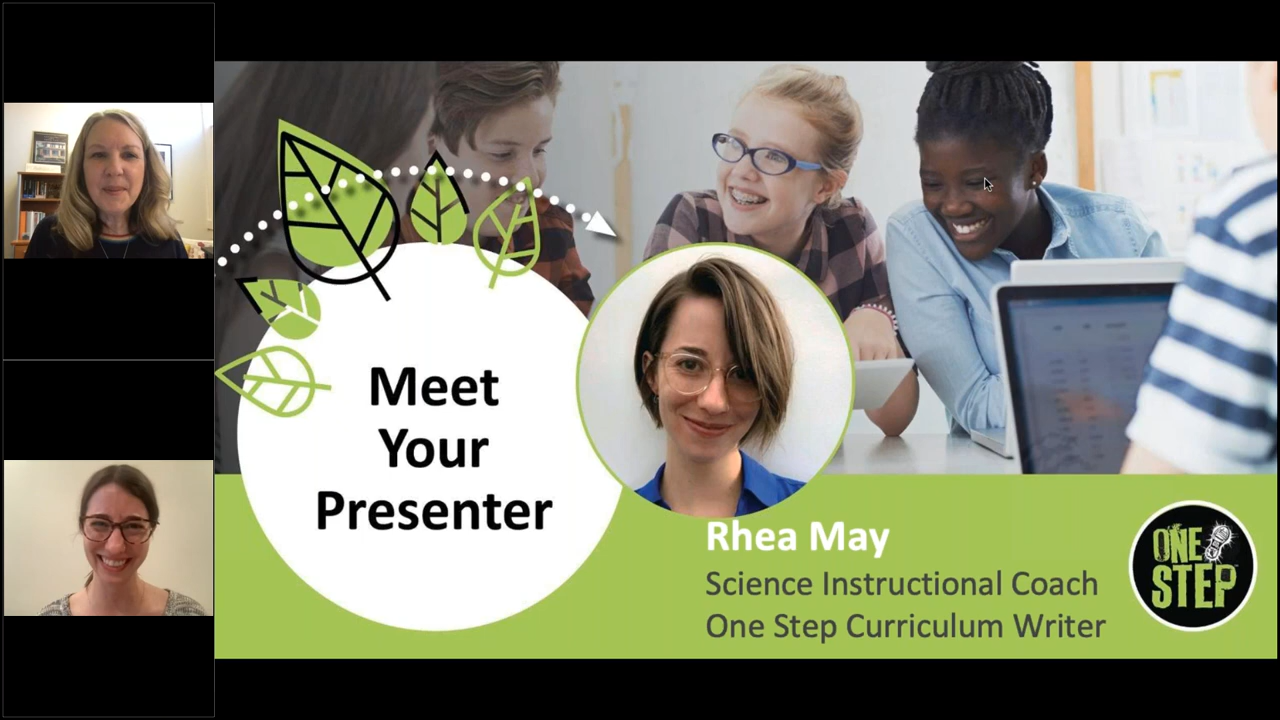 Meet
Your
Presenter
Rhea May
Science Instructional Coach
One Step Curriculum Writer
ONE
STEP